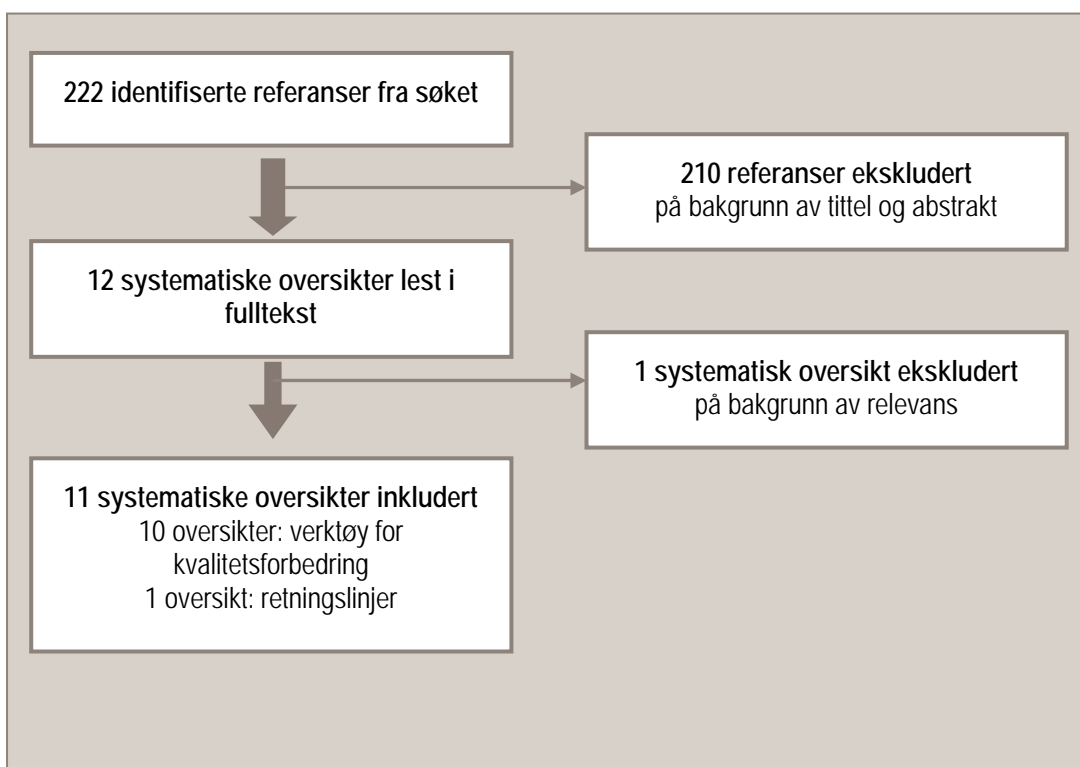 222 identifiserte referanser fra søket
210 referanser ekskludert
på bakgrunn av tittel og abstrakt
12 systematiske oversikter lest i
fulltekst
1 systematisk oversikt ekskludert
på bakgrunn av relevans
11 systematiske oversikter inkludert
10 oversikter: verktøy for
kvalitetsforbedring
1 oversikt: retningslinjer